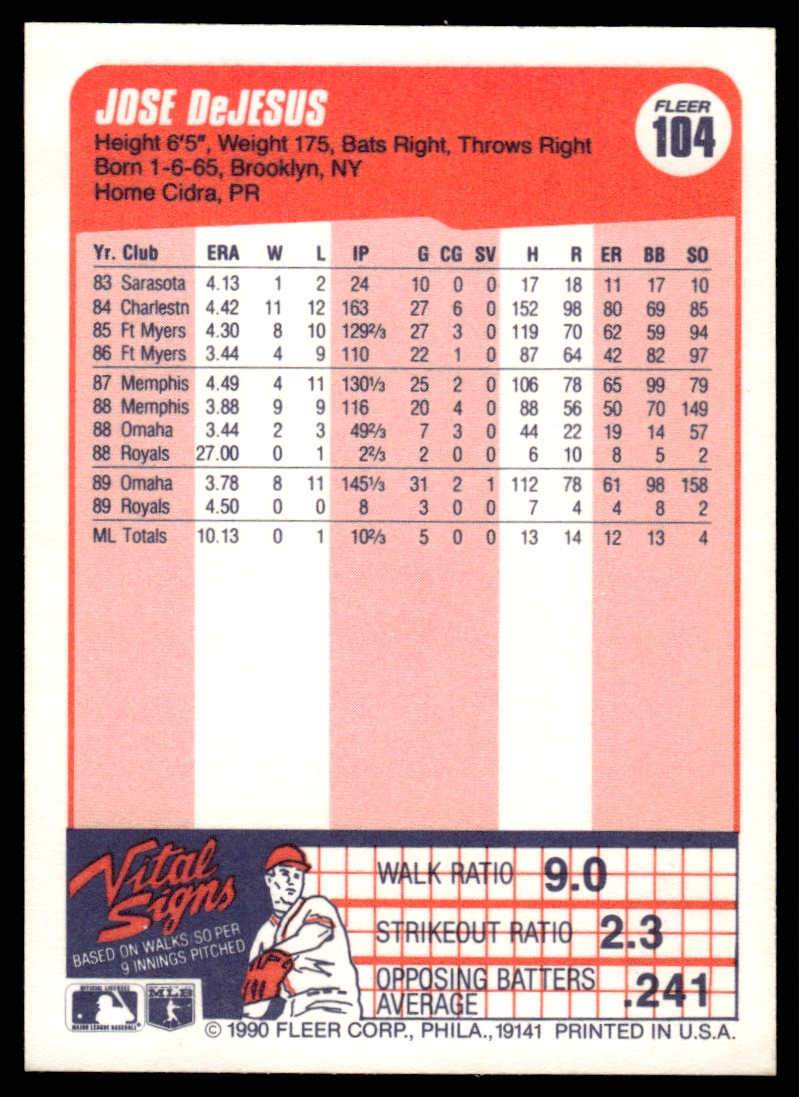 JOSE DeJESUS
FLEER
104
Height 6'5", Weight 175, Bats Right, Throws Right
Born 1-6-65, Brooklyn, NY
Home Cidra, PR
Yr. Club ERA W L IP G CG SV H R ER BB SO
83 Sarasota 4.13 1 2 24 10 0 0 17 18 11 17 10
84 Charlestn 4.42 11 12 163 27 6 0 152 98 80 69 85
85 Ft Myers 4.30 8 10 129⅔ 27 3 0 119 70 62 59 94
86 Ft Myers 3.44 4 9 110 22 1 0 87 64 42 82 97
87 Memphis 4.49 4 11 130⅓ 25 2 0 106 78 65 99 79
88 Memphis 3.88 9 9 116 20 4 0 88 56 50 70 149
88 Omaha 3.44 2 3 49⅔ 7 3 0 44 22 19 14 57
88 Royals 27.00 0 1 2⅔ 2 0 0 6 10 8 5 2
89 Omaha 3.78 8 11 145⅓ 31 2 1 112 78 61 98 158
89 Royals 4.50 0 0 8 3 0 0 7 4 4 8 2
ML Totals 10.13 0 1 10⅔ 5 0 0 13 14 12 13 4
Vital
Signs
BASED ON WALKS, SO PER
9 INNINGS PITCHED
WALK RATIO 9.0
STRIKEOUT RATIO 2.3
OPPOSING BATTERS
AVERAGE .241
OFFICIAL LICENSEE
MAJOR LEAGUE BASEBALL
MLB
© 1990 FLEER CORP., PHILA., 19141 PRINTED IN U.S.A.